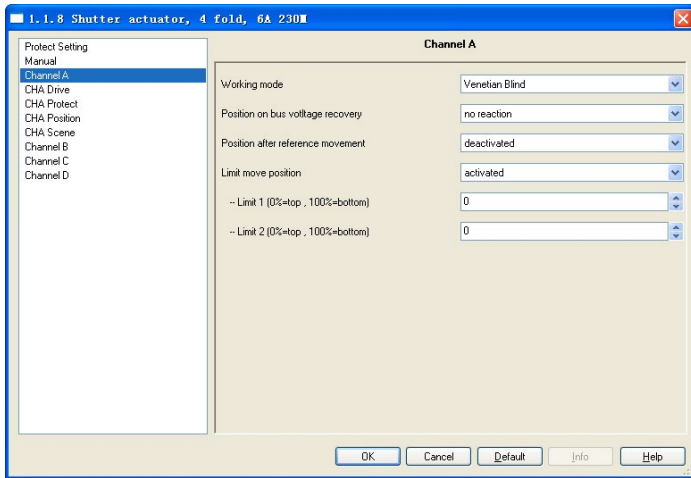 1.1.8 Shutter actuator, 4 fold, 6A 230M
Protect Setting
Manual
Channel A
CHA Drive
CHA Protect
CHA Position
CHA Scene
Channel B
Channel C
Channel D
Channel A
Working mode Venetian Blind
Position on bus volttage recovery no reaction
Position after reference movement deactivated
Limit move position activated
-- Limit 1 (0%=top , 100%=bottom) 0
-- Limit 2 (0%=top , 100%=bottom) 0
OK Cancel Default Info Help